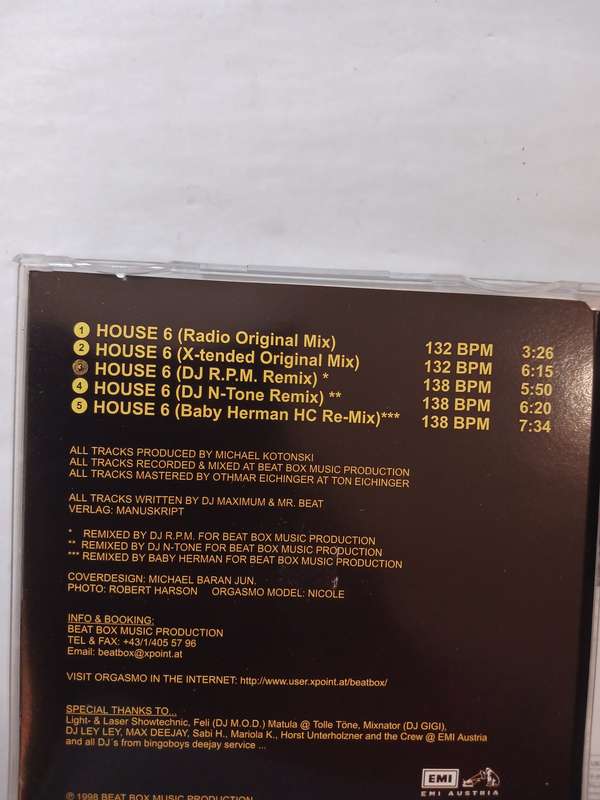 1 HOUSE 6 (Radio Original Mix) 132 BPM 3:26
2 HOUSE 6 (X-tended Original Mix) 132 BPM 6:15
HOUSE 6 (DJ R.P.M. Remix) * 138 BPM 5:50
4 HOUSE 6 (DJ N-Tone Remix) ** 138 BPM 6:20
5 HOUSE 6 (Baby Herman HC Re-Mix)*** 138 BPM 7:34
ALL TRACKS PRODUCED BY MICHAEL KOTONSKI
ALL TRACKS RECORDED & MIXED AT BEAT BOX MUSIC PRODUCTION
ALL TRACKS MASTERED BY OTHMAR EICHINGER AT TON EICHINGER
ALL TRACKS WRITTEN BY DJ MAXIMUM & MR. BEAT
VERLAG: MANUSKRIPT
* REMIXED BY DJ R.P.M. FOR BEAT BOX MUSIC PRODUCTION
** REMIXED BY DJ N-TONE FOR BEAT BOX MUSIC PRODUCTION
*** REMIXED BY BABY HERMAN FOR BEAT BOX MUSIC PRODUCTION
COVERDESIGN: MICHAEL BARAN JUN.
PHOTO: ROBERT HARSON ORGASMO MODEL: NICOLE
INFO & BOOKING:
BEAT BOX MUSIC PRODUCTION
TEL & FAX: +43/1/405 57 96
Email: beatbox@xpoint.at
VISIT ORGASMO IN THE INTERNET: http://www.user.xpoint.at/beatbox/
SPECIAL THANKS TO...
Light- & Laser Showtechnic, Feli (DJ M.O.D.) Matula @ Tolle Töne, Mixnator (DJ GIGI),
DJ LEY LEY, MAX DEEJAY, Sabi H., Mariola K., Horst Unterholzner and the Crew @ EMI Austria
and all DJ´s from bingoboys deejay service ...
EMI
EMI AUSTRIA
℗ 1998 BEAT BOX MUSIC PRODUCTION